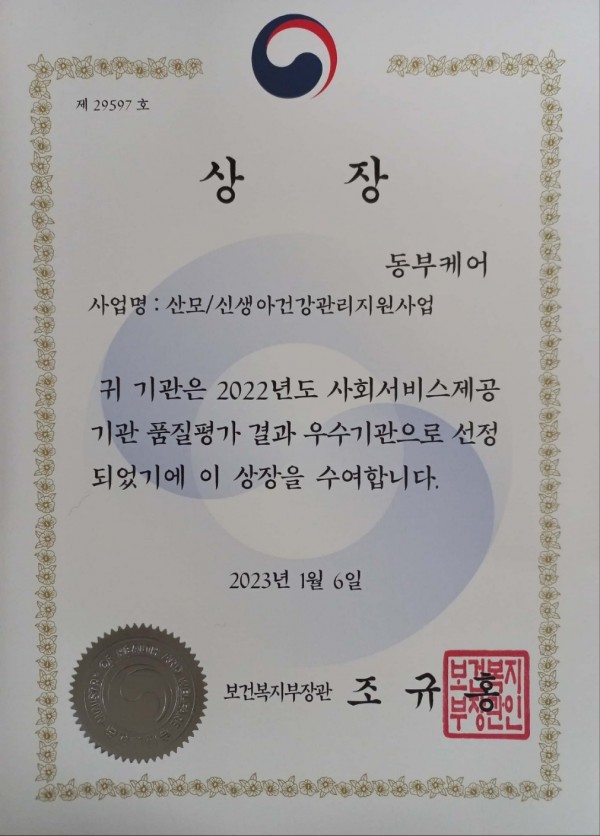 제 29597 호
상 장
동부케어
사업명 : 산모/신생아건강관리지원사업
귀 기관은 2022년도 사회서비스제공
기관 품질평가 결과 우수기관으로 선정
되었기에 이 상장을 수여합니다.
2023년 1월 6일
보건복지부장관 조 규 홍
보건복지
부장관인
MINISTRY OF HEALTH AND WELFARE